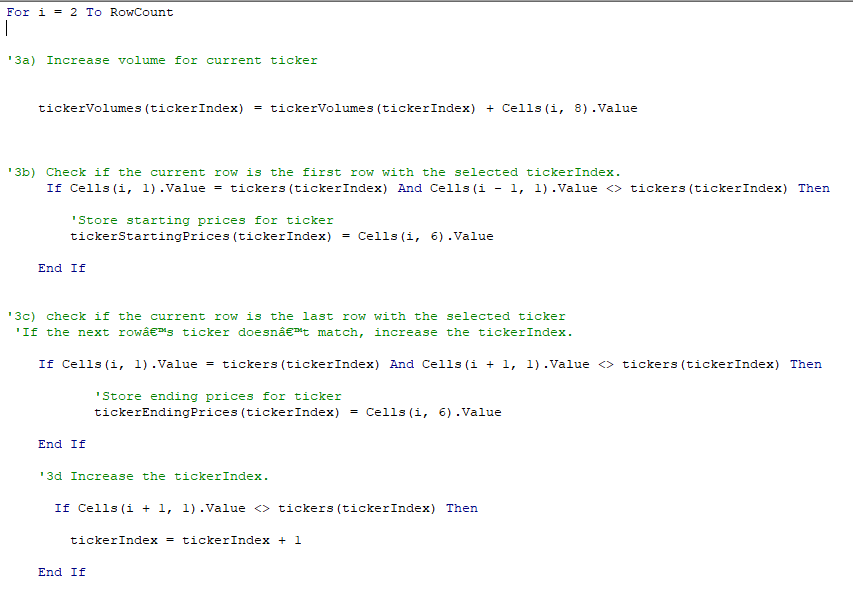 For i = 2 To RowCount
'3a) Increase volume for current ticker
tickerVolumes(tickerIndex) = tickerVolumes(tickerIndex) + Cells(i, 8).Value
'3b) Check if the current row is the first row with the selected tickerIndex.
If Cells(i, 1).Value = tickers(tickerIndex) And Cells(i - 1, 1).Value <> tickers(tickerIndex) Then
'Store starting prices for ticker
tickerStartingPrices(tickerIndex) = Cells(i, 6).Value
End If
'3c) check if the current row is the last row with the selected ticker
'If the next rowâ€™s ticker doesnâ€™t match, increase the tickerIndex.
If Cells(i, 1).Value = tickers(tickerIndex) And Cells(i + 1, 1).Value <> tickers(tickerIndex) Then
'Store ending prices for ticker
tickerEndingPrices(tickerIndex) = Cells(i, 6).Value
End If
'3d Increase the tickerIndex.
If Cells(i + 1, 1).Value <> tickers(tickerIndex) Then
tickerIndex = tickerIndex + 1
End If